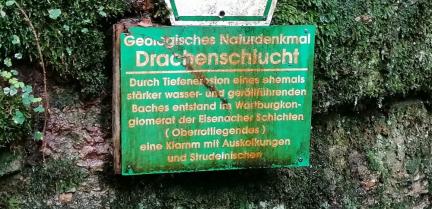 Geologisches Naturdenkmal
Drachenschlucht
Durch Tiefenerosion eines ehemals
stärker wasser- und geröllführenden
Baches entstand im Wartburgkon-
glomerat der Eisenacher Schichten
( Oberrotliegendes )
eine Klamm mit Auskolkungen
und Strudelnischen